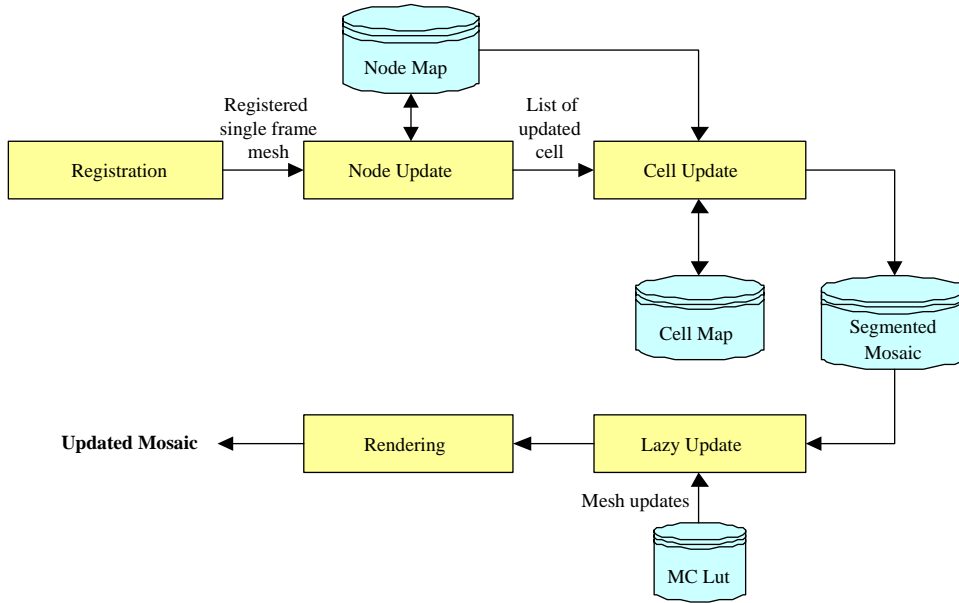 Node Map
Registered
single frame
mesh
List of
updated
cell
Registration
Node Update
Cell Update
Cell Map
Segmented
Mosaic
Updated Mosaic
Rendering
Lazy Update
Mesh updates
MC Lut